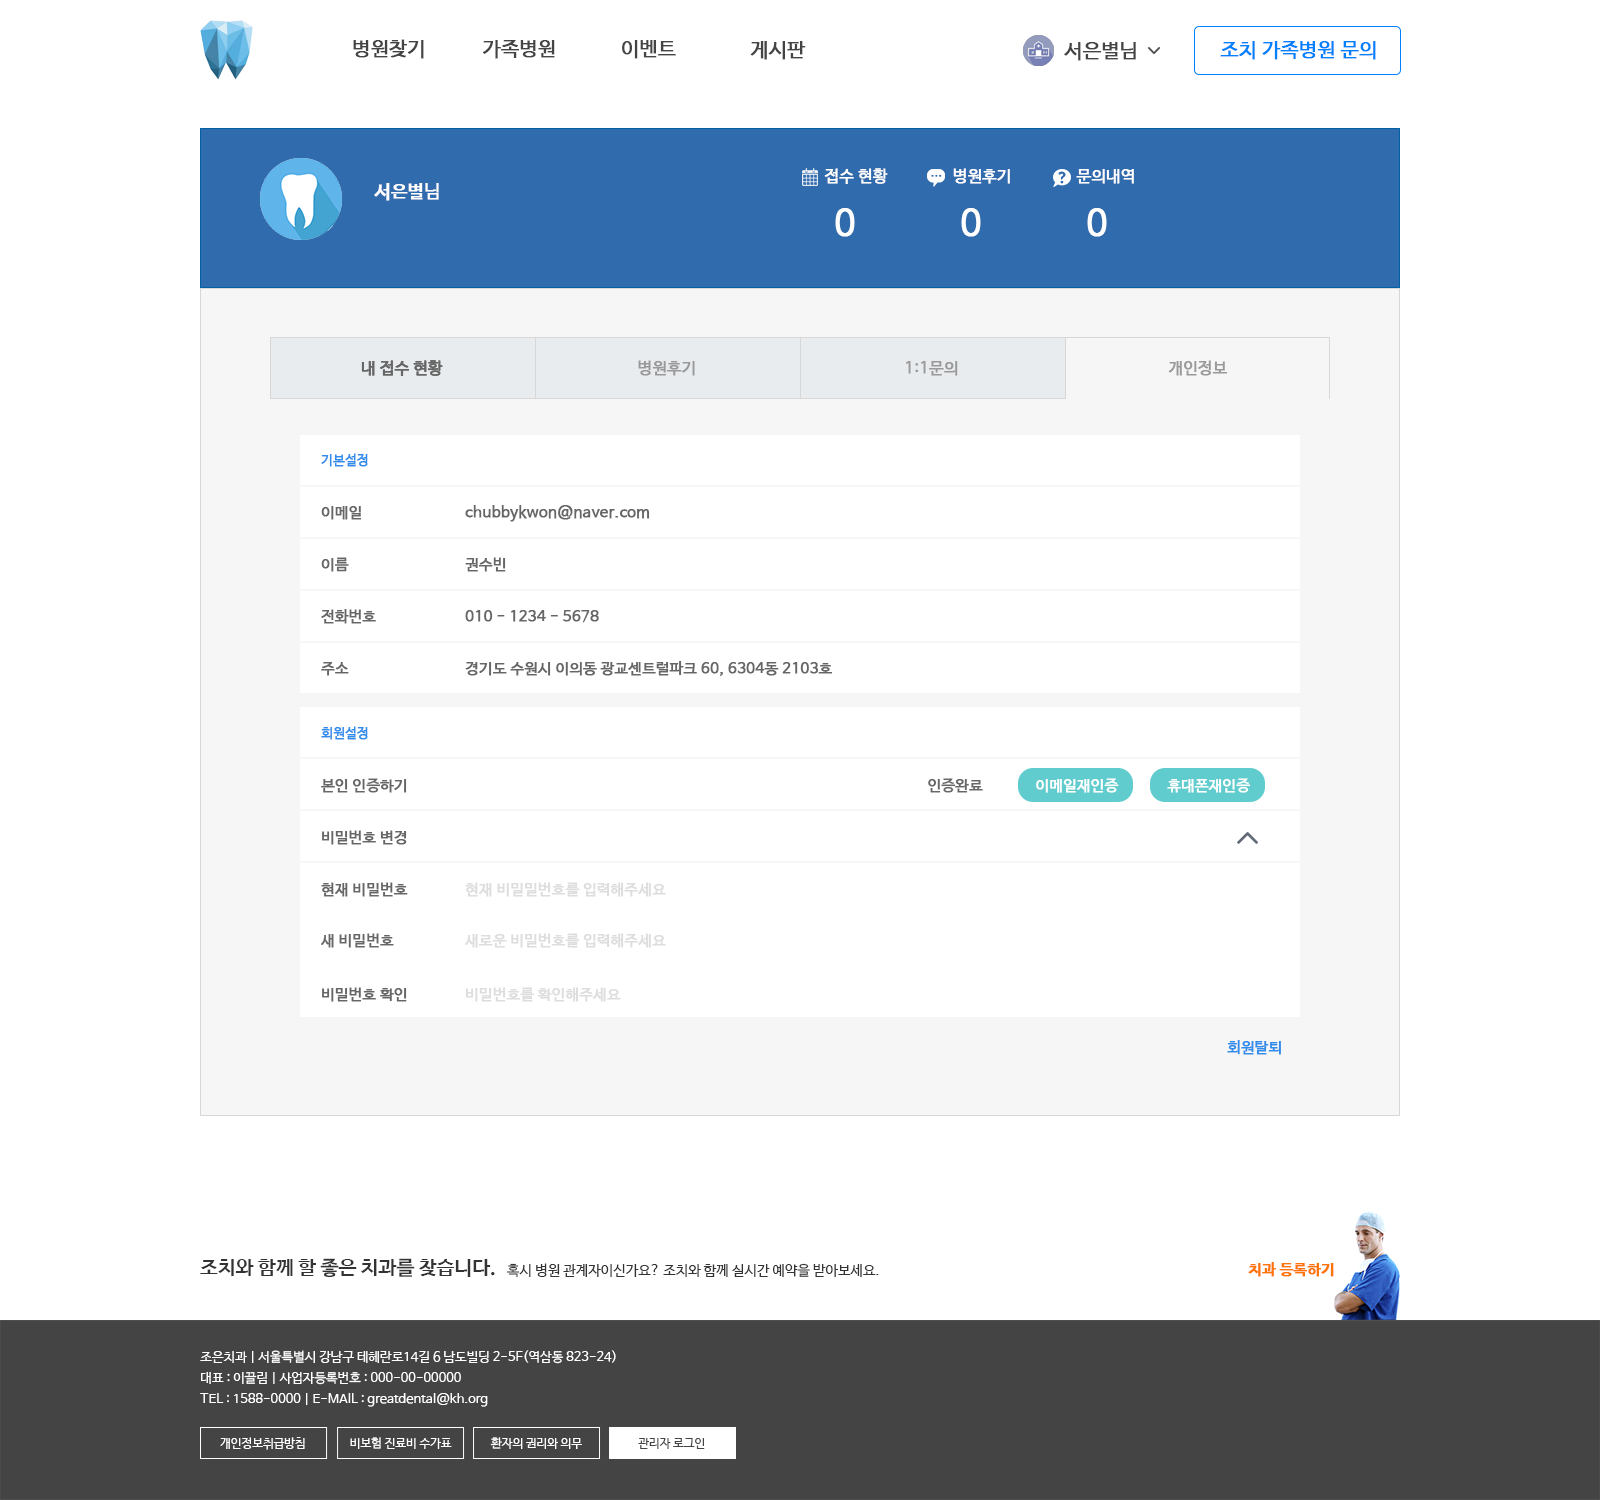 병원찾기 가족병원 이벤트 게시판 서은별님 조치 가족병원 문의
서은별님
접수 현황 병원후기 문의내역
0 0 0
내 접수 현황 병원후기 1:1문의 개인정보
기본설정
이메일 chubbykwon@naver.com
이름 권수빈
전화번호 010 - 1234 - 5678
주소 경기도 수원시 이의동 광교센트럴파크 60, 6304동 2103호
회원설정
본인 인증하기 인증완료 이메일재인증 휴대폰재인증
비밀번호 변경
현재 비밀번호 현재 비밀밀번호를 입력해주세요
새 비밀번호 새로운 비밀번호를 입력해주세요
비밀번호 확인 비밀번호를 확인해주세요
회원탈퇴
조치와 함께 할 좋은 치과를 찾습니다. 혹시 병원 관계자이신가요? 조치와 함께 실시간 예약을 받아보세요.
치과 등록하기
조은치과 | 서울특별시 강남구 테헤란로14길 6 남도빌딩 2-5F(역삼동 823-24)
대표 : 이끌림 | 사업자등록번호 : 000-00-00000
TEL : 1588-0000 | E-MAIL : greatdental@kh.org
개인정보취급방침 비보험 진료비 수가표 환자의 권리와 의무 관리자 로그인